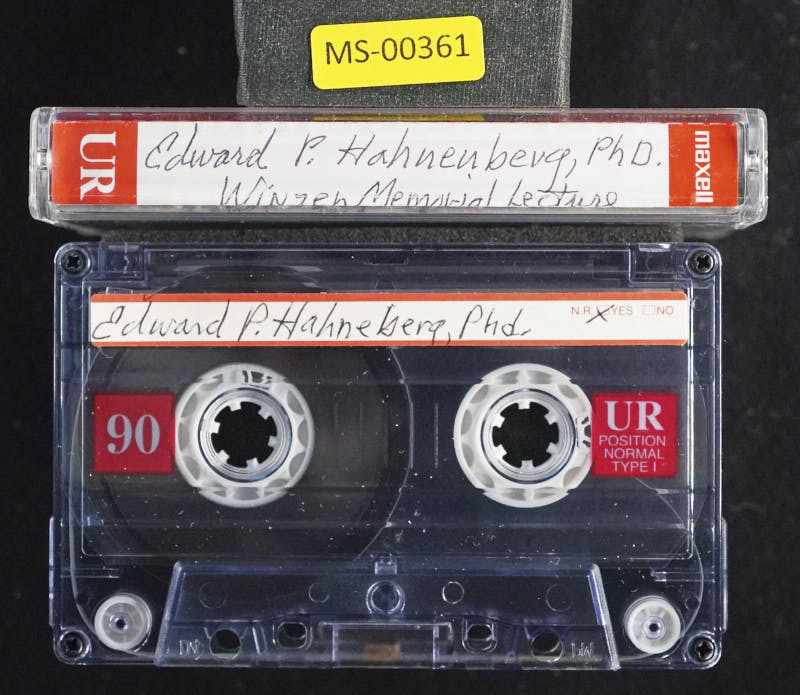 MS-00361
UR
Edward P. Hahnenberg, PhD.
Winzen Memorial Lecture
maxell
Edward P. Hahneberg, Phd.
N.R. YES NO
90
UR
POSITION
NORMAL
TYPE I